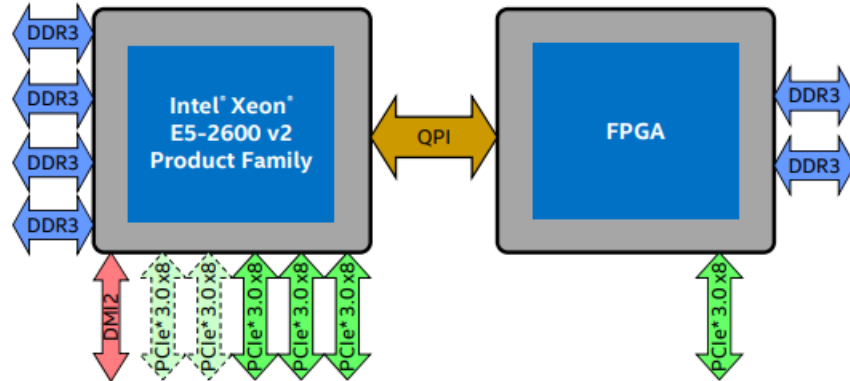 DDR3
DDR3
DDR3
DDR3
Intel® Xeon®
E5-2600 v2
Product Family
QPI
FPGA
DDR3
DDR3
DMI2
PCIe* 3.0 x8
PCIe* 3.0 x8
PCIe* 3.0 x8
PCIe* 3.0 x8
PCIe* 3.0 x8
PCIe* 3.0 x8